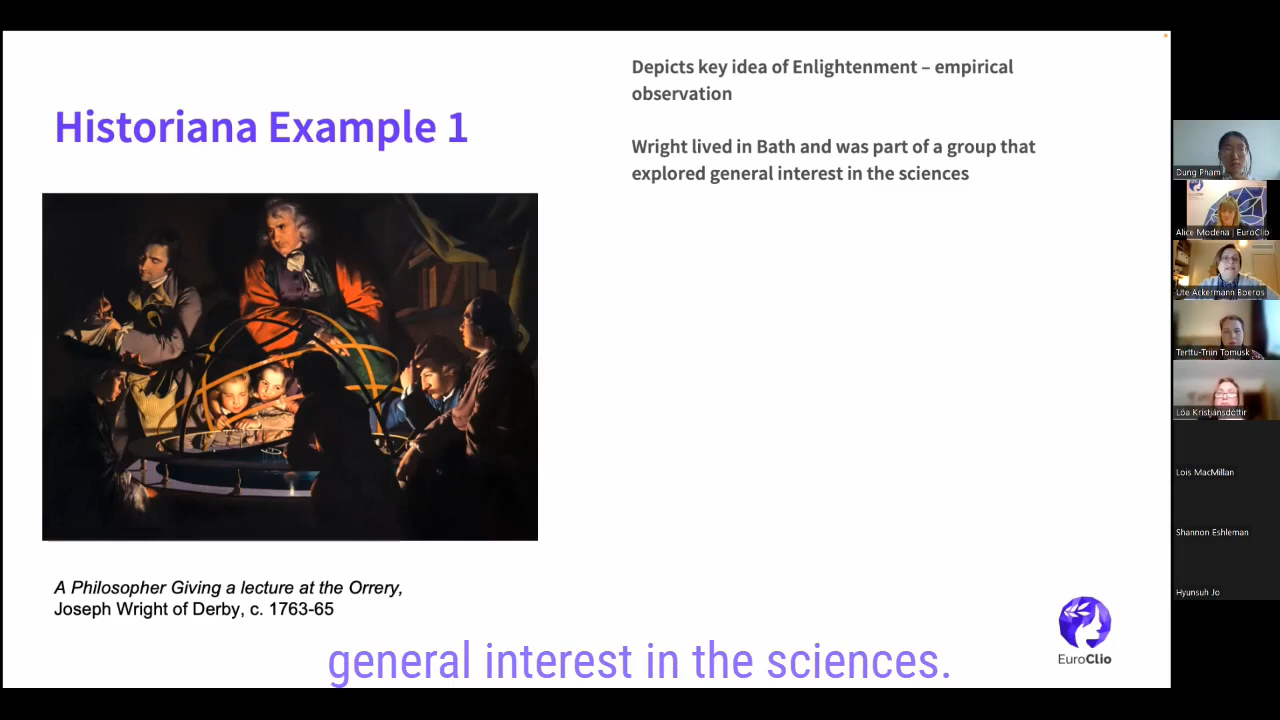 Historiana Example 1
Depicts key idea of Enlightenment – empirical
observation
Wright lived in Bath and was part of a group that
explored general interest in the sciences
A Philosopher Giving a lecture at the Orrery,
Joseph Wright of Derby, c. 1763-65
general interest in the sciences.
EuroClio
Dung Pham
Alice Modena | EuroClio
Ute Ackermann Boeros
Terttu-Triin Tomusk
Lóa Kristjánsdóttir
Lois MacMillan
Shannon Eshleman
Hyunsuh Jo